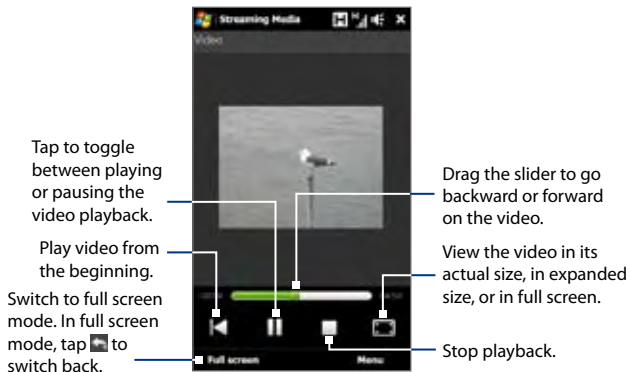 Streaming Media
Video
Tap to toggle
between playing
or pausing the
video playback.
Play video from
the beginning.
Switch to full screen
mode. In full screen
mode, tap to
switch back.
Drag the slider to go
backward or forward
on the video.
View the video in its
actual size, in expanded
size, or in full screen.
Stop playback.
Full screen
Menu